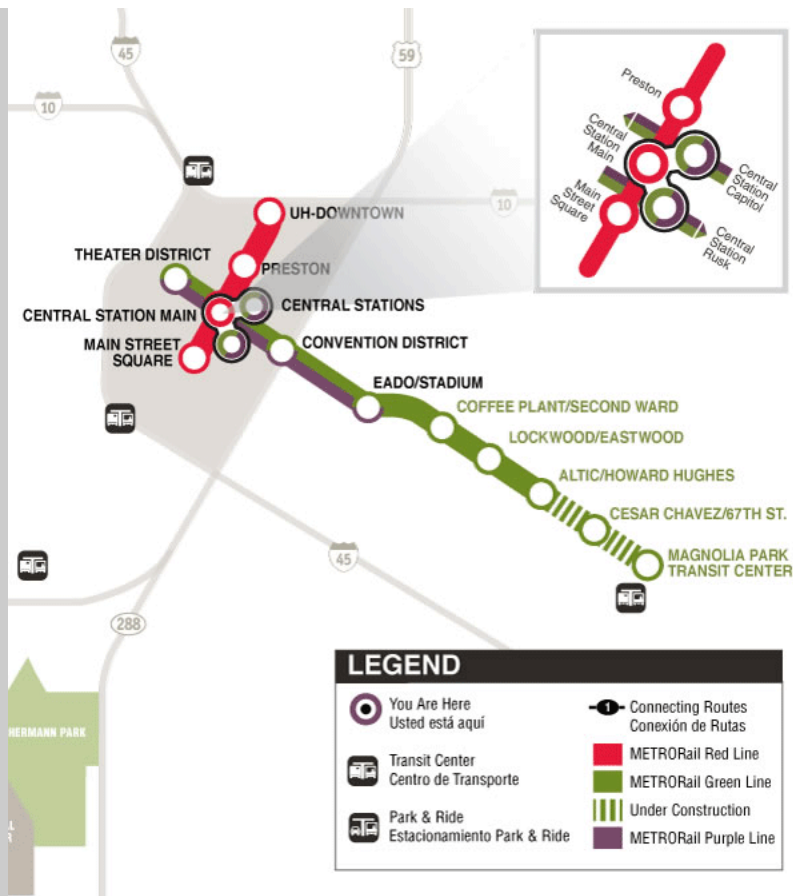 45
59
10
10
UH-DOWNTOWN
THEATER DISTRICT
PRESTON
CENTRAL STATION MAIN
CENTRAL STATIONS
MAIN STREET
SQUARE
CONVENTION DISTRICT
EADO/STADIUM
COFFEE PLANT/SECOND WARD
LOCKWOOD/EASTWOOD
ALTIC/HOWARD HUGHES
CESAR CHAVEZ/67TH ST.
MAGNOLIA PARK
TRANSIT CENTER
45
288
HERMANN PARK
Preston
Central
Station
Main
Main
Street
Square
Central
Station
Capitol
Central
Station
Rusk
LEGEND
You Are Here
Usted está aquí
Transit Center
Centro de Transporte
Park & Ride
Estacionamiento Park & Ride
1
Connecting Routes
Conexión de Rutas
METRORail Red Line
METRORail Green Line
Under Construction
METRORail Purple Line